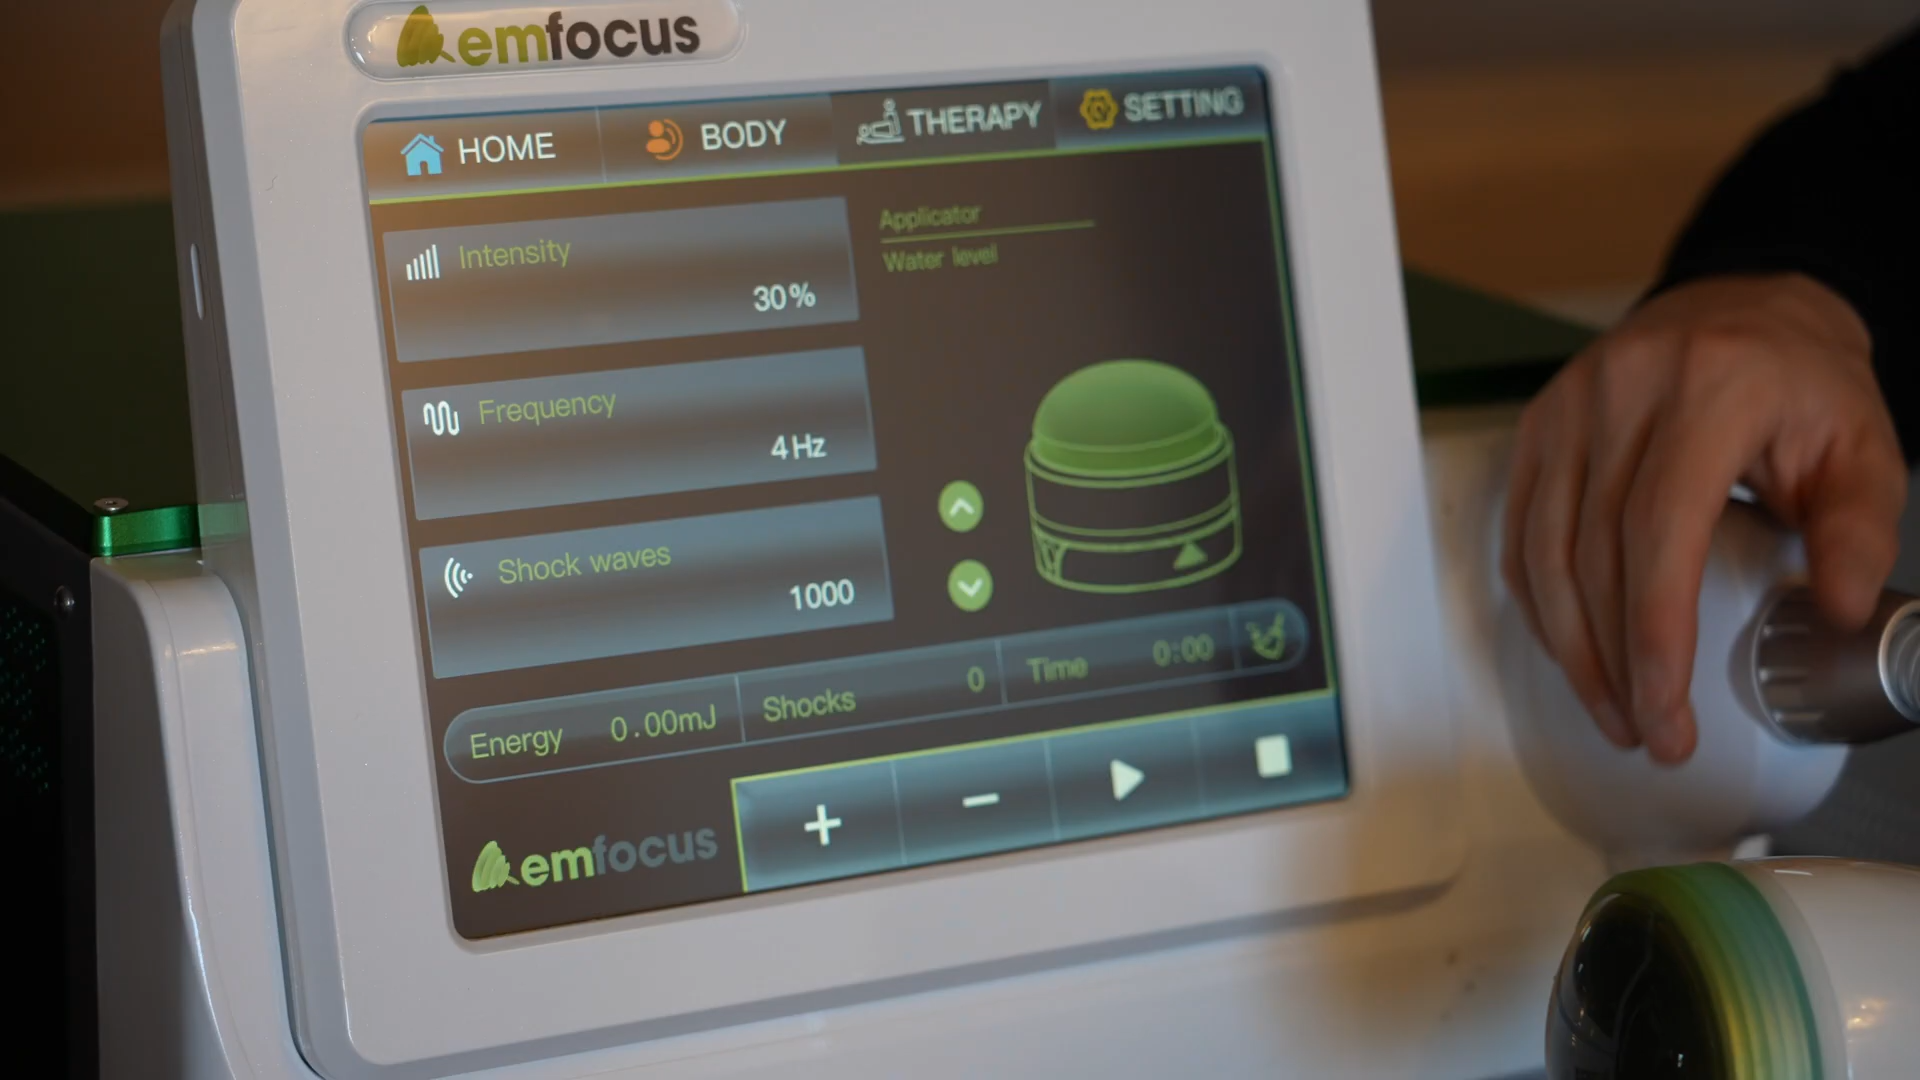 emfocus
HOME BODY THERAPY SETTING
Intensity
30%
Applicator
Water level
Frequency
4Hz
Shock waves
1000
Energy 0.00mJ Shocks 0 Time 0:00
emfocus